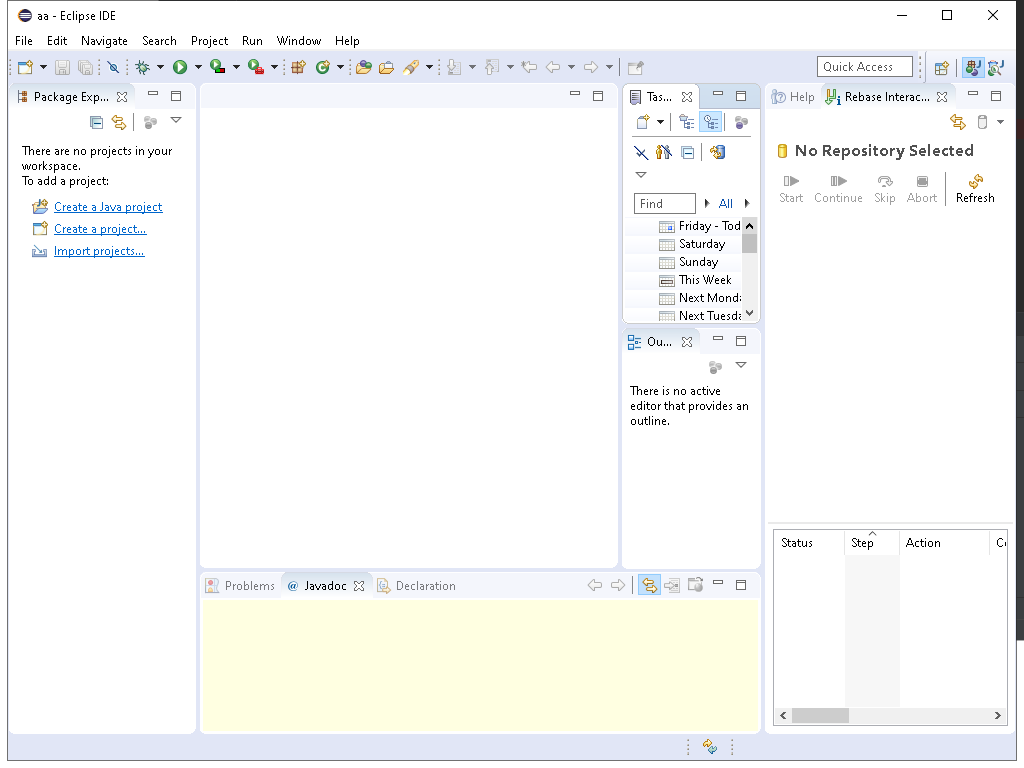 aa - Eclipse IDE
File Edit Navigate Search Project Run Window Help
Quick Access
Package Exp...
There are no projects in your
workspace.
To add a project:
Create a Java project
Create a project...
Import projects...
Tas...
Find
All
Friday - Tod
Saturday
Sunday
This Week
Next Monda
Next Tuesda
Ou...
There is no active
editor that provides an
outline.
Help
Rebase Interac...
No Repository Selected
Start Continue Skip Abort Refresh
Status Step Action
Problems @ Javadoc Declaration